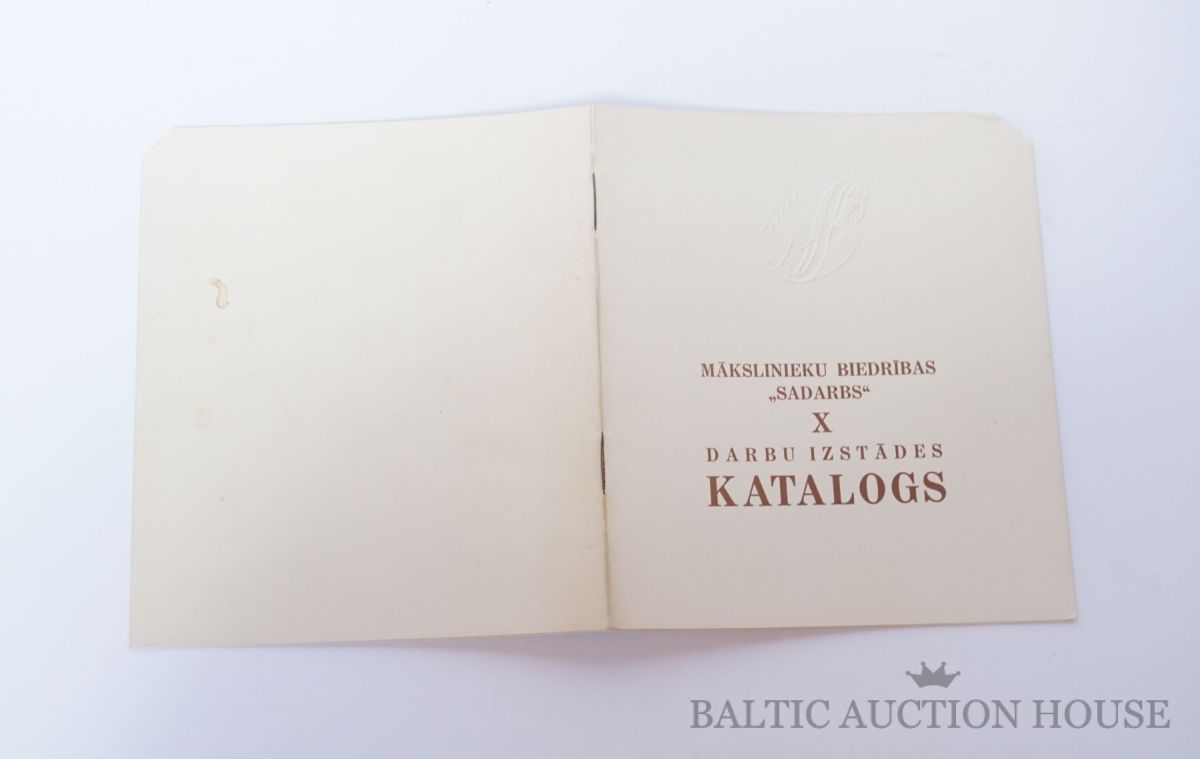 MĀKSLINIEKU BIEDRĪBAS
„SADARBS“
X
DARBU IZSTĀDES
KATALOGS
BALTIC AUCTION HOUSE